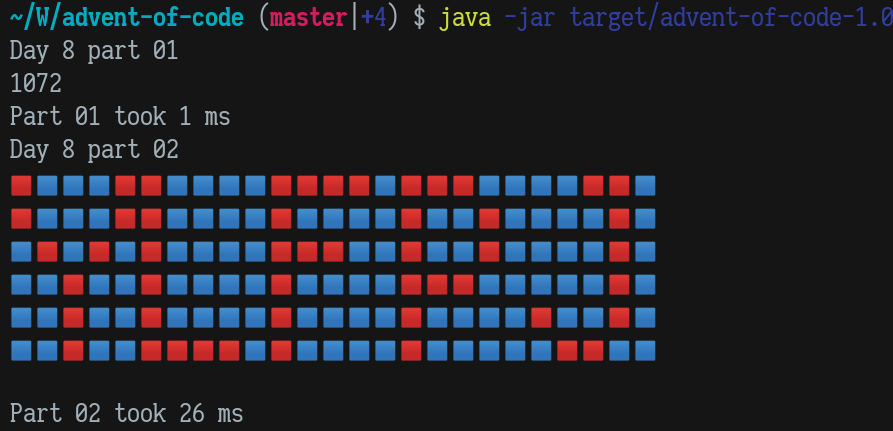 ~/W/advent-of-code (master|+4) $ java -jar target/advent-of-code-1.0
Day 8 part 01
1072
Part 01 took 1 ms
Day 8 part 02
YLFPJ
Part 02 took 26 ms